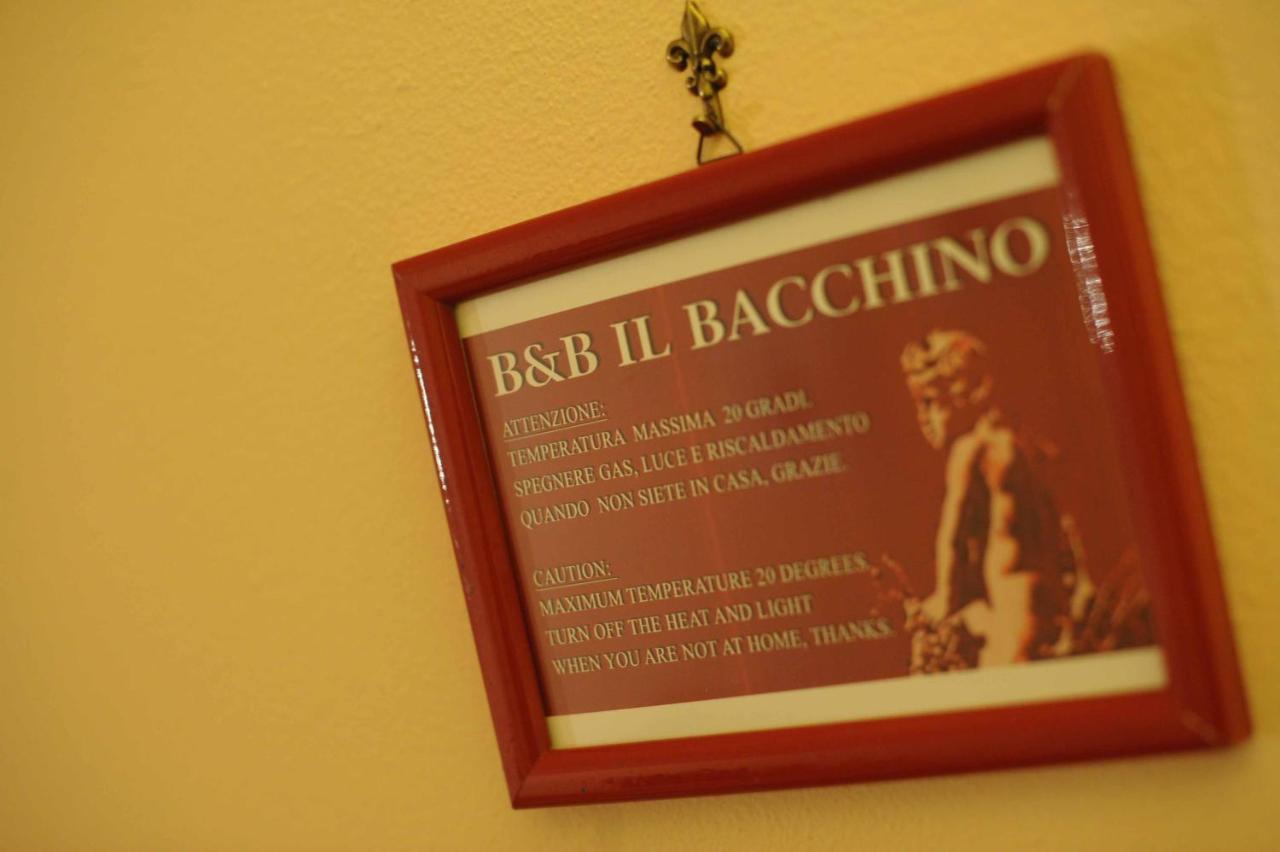 B&B IL BACCHINO
ATTENZIONE:
TEMPERATURA MASSIMA 20 GRADI.
SPEGNERE GAS, LUCE E RISCALDAMENTO
QUANDO NON SIETE IN CASA, GRAZIE.
CAUTION:
MAXIMUM TEMPERATURE 20 DEGREES.
TURN OFF THE HEAT AND LIGHT
WHEN YOU ARE NOT AT HOME, THANKS.